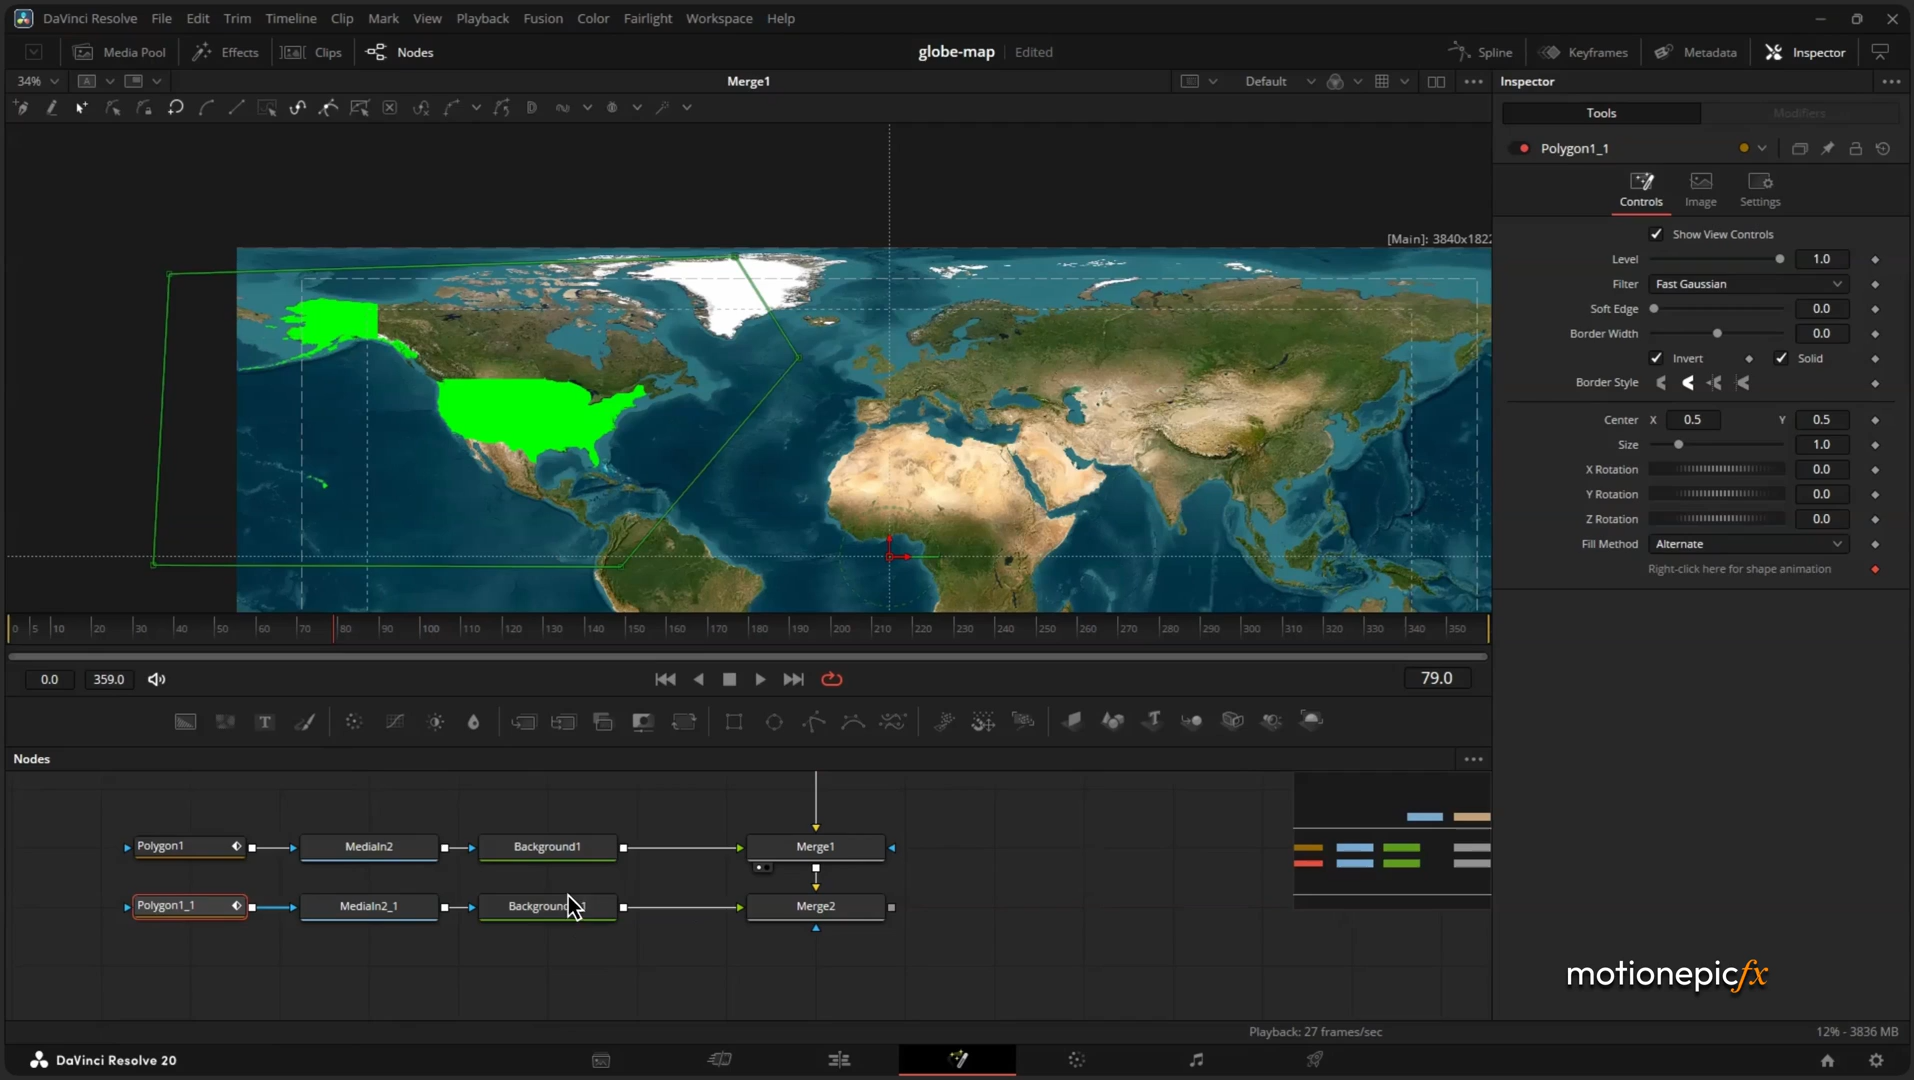 DaVinci Resolve File Edit Trim Timeline Clip Mark View Playback Fusion Color Fairlight Workspace Help
Media Pool Effects Clips Nodes globe-map Edited Spline Keyframes Metadata Inspector
34% A Merge1 Default Inspector
Tools Modifiers
Polygon1_1
Controls Image Settings
Show View Controls
[Main]: 3840x1822
Level 1.0
Filter Fast Gaussian
Soft Edge 0.0
Border Width 0.0
Invert Solid
Border Style
Center X 0.5 Y 0.5
Size 1.0
X Rotation 0.0
Y Rotation 0.0
Z Rotation 0.0
Fill Method Alternate
Right-click here for shape animation
0 5 10 20 30 40 50 60 70 80 90 100 110 120 130 140 150 160 170 180 190 200 210 220 230 240 250 260 270 280 290 300 310 320 330 340 350
0.0 359.0 79.0
Nodes
Polygon1 MediaIn2 Background1 Merge1
Polygon1_1 MediaIn2_1 Background 1 Merge2
motionepicfx
Playback: 27 frames/sec 12% - 3836 MB
DaVinci Resolve 20